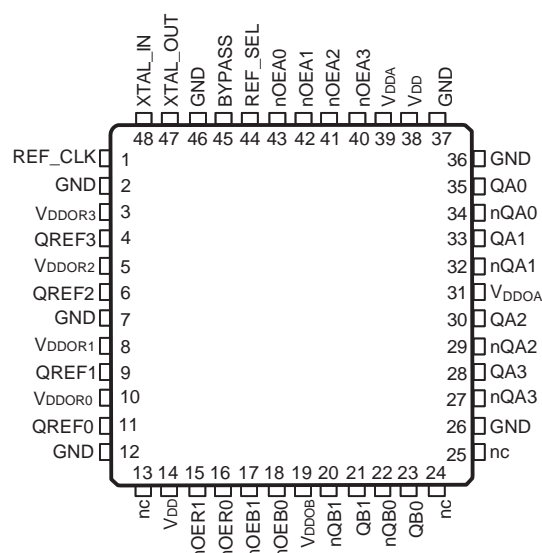 XTAL_IN
XTAL_OUT
GND
BYPASS
REF_SEL
nOEA0
nOEA1
nOEA2
nOEA3
VDDA
VDD
GND
48 47 46 45 44 43 42 41 40 39 38 37
REF_CLK 1
GND 2
VDDOR3 3
QREF3 4
VDDOR2 5
QREF2 6
GND 7
VDDOR1 8
QREF1 9
VDDOR0 10
QREF0 11
GND 12
36 GND
35 QA0
34 nQA0
33 QA1
32 nQA1
31 VDDOA
30 QA2
29 nQA2
28 QA3
27 nQA3
26 GND
25 nc
13 14 15 16 17 18 19 20 21 22 23 24
nc
VDD
nOER1
nOER0
nOEB1
nOEB0
VDDOB
nQB1
QB1
nQB0
QB0
nc